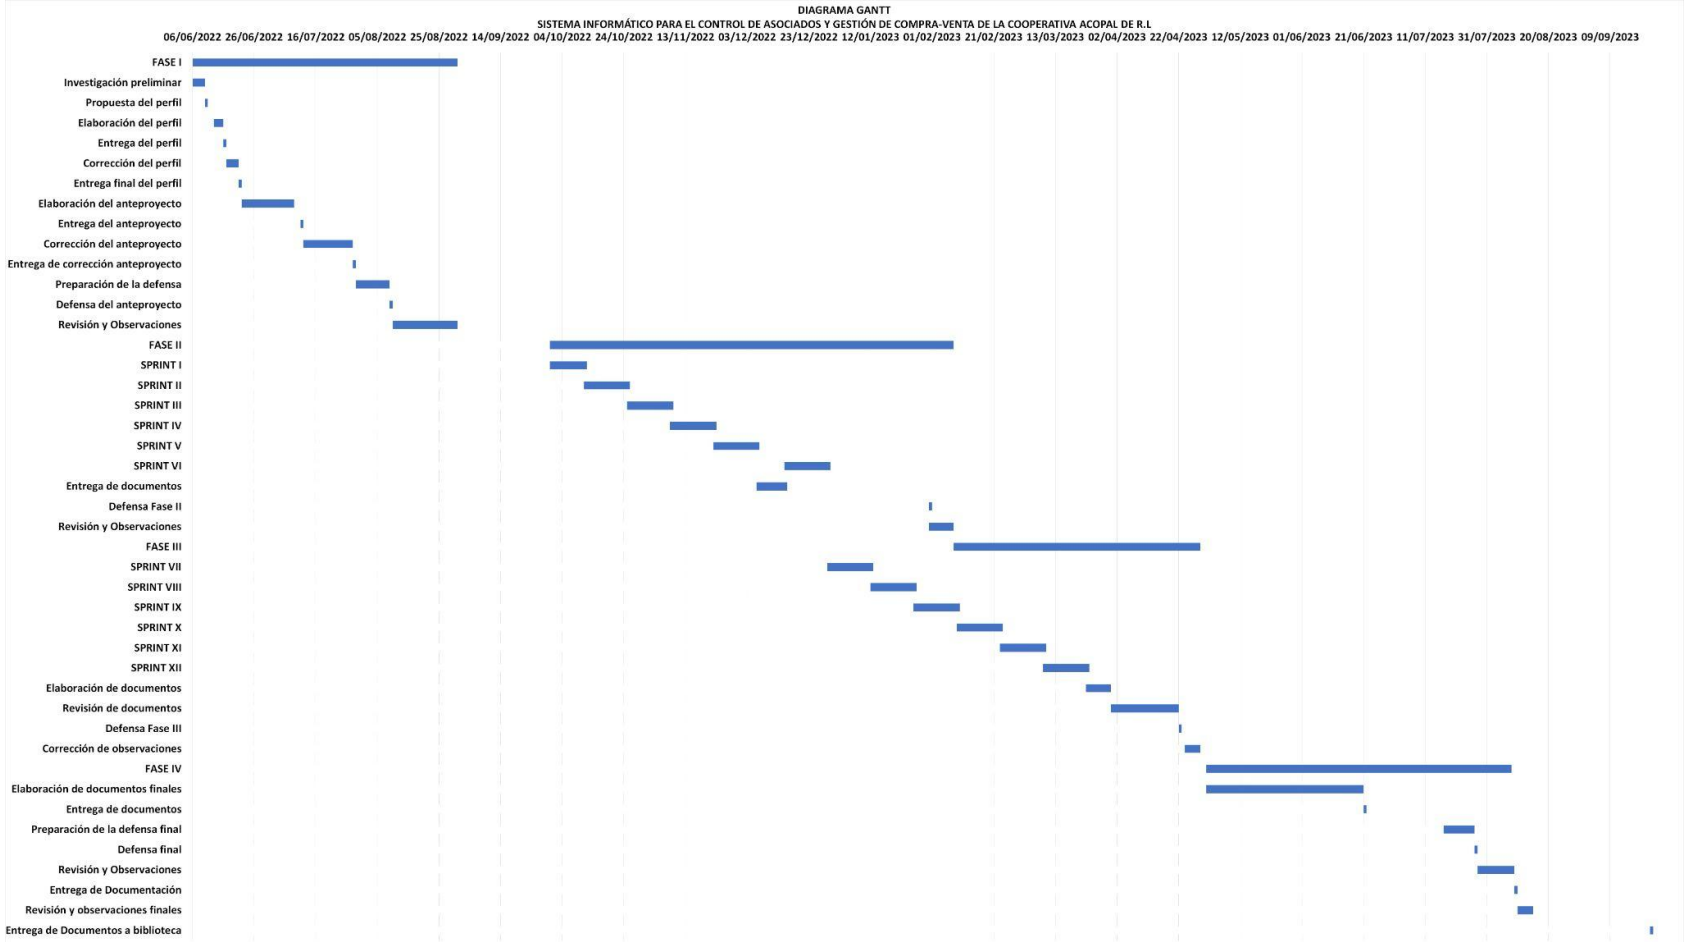 DIAGRAMA GANTT
SISTEMA INFORMÁTICO PARA EL CONTROL DE ASOCIADOS Y GESTIÓN DE COMPRA-VENTA DE LA COOPERATIVA ACOPAL DE R.L
06/06/2022 26/06/2022 16/07/2022 05/08/2022 25/08/2022 14/09/2022 04/10/2022 24/10/2022 13/11/2022 03/12/2022 23/12/2022 12/01/2023 01/02/2023 21/02/2023 13/03/2023 02/04/2023 22/04/2023 12/05/2023 01/06/2023 21/06/2023 11/07/2023 31/07/2023 20/08/2023 09/09/2023
FASE I
Investigación preliminar
Propuesta del perfil
Elaboración del perfil
Entrega del perfil
Corrección del perfil
Entrega final del perfil
Elaboración del anteproyecto
Entrega del anteproyecto
Corrección del anteproyecto
Entrega de corrección anteproyecto
Preparación de la defensa
Defensa del anteproyecto
Revisión y Observaciones
FASE II
SPRINT I
SPRINT II
SPRINT III
SPRINT IV
SPRINT V
SPRINT VI
Entrega de documentos
Defensa Fase II
Revisión y Observaciones
FASE III
SPRINT VII
SPRINT VIII
SPRINT IX
SPRINT X
SPRINT XI
SPRINT XII
Elaboración de documentos
Revisión de documentos
Defensa Fase III
Corrección de observaciones
FASE IV
Elaboración de documentos finales
Entrega de documentos
Preparación de la defensa final
Defensa final
Revisión y Observaciones
Entrega de Documentación
Revisión y observaciones finales
Entrega de Documentos a biblioteca